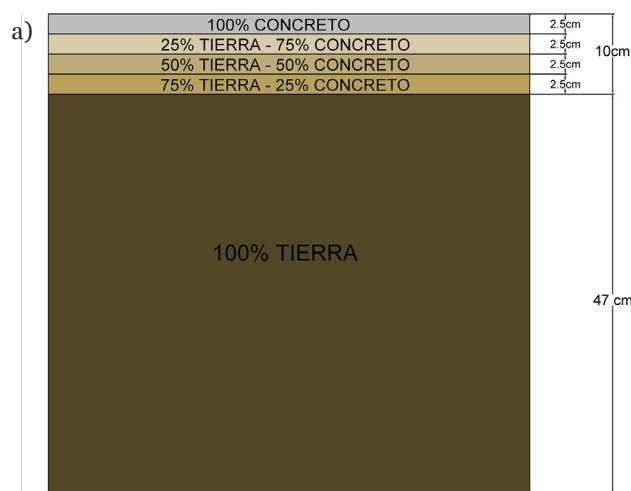 a)
100% CONCRETO
2.5cm
25% TIERRA - 75% CONCRETO
2.5cm
10cm
50% TIERRA - 50% CONCRETO
2.5cm
75% TIERRA - 25% CONCRETO
2.5cm
100% TIERRA
47 cm